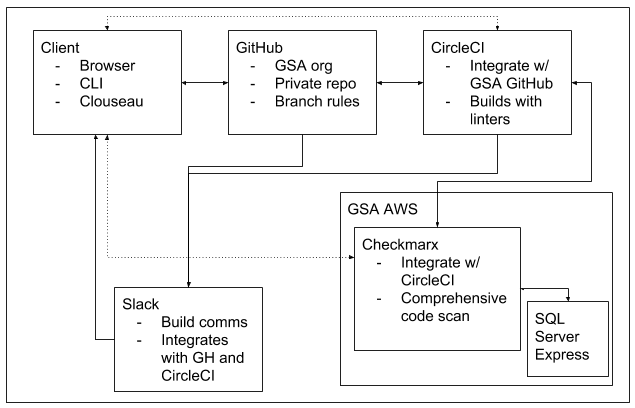 Client
- Browser
- CLI
- Clouseau
GitHub
- GSA org
- Private repo
- Branch rules
CircleCI
- Integrate w/
GSA GitHub
- Builds with
linters
GSA AWS
Checkmarx
- Integrate w/
CircleCI
- Comprehensive
code scan
Slack
- Build comms
- Integrates
with GH and
CircleCI
SQL
Server
Express